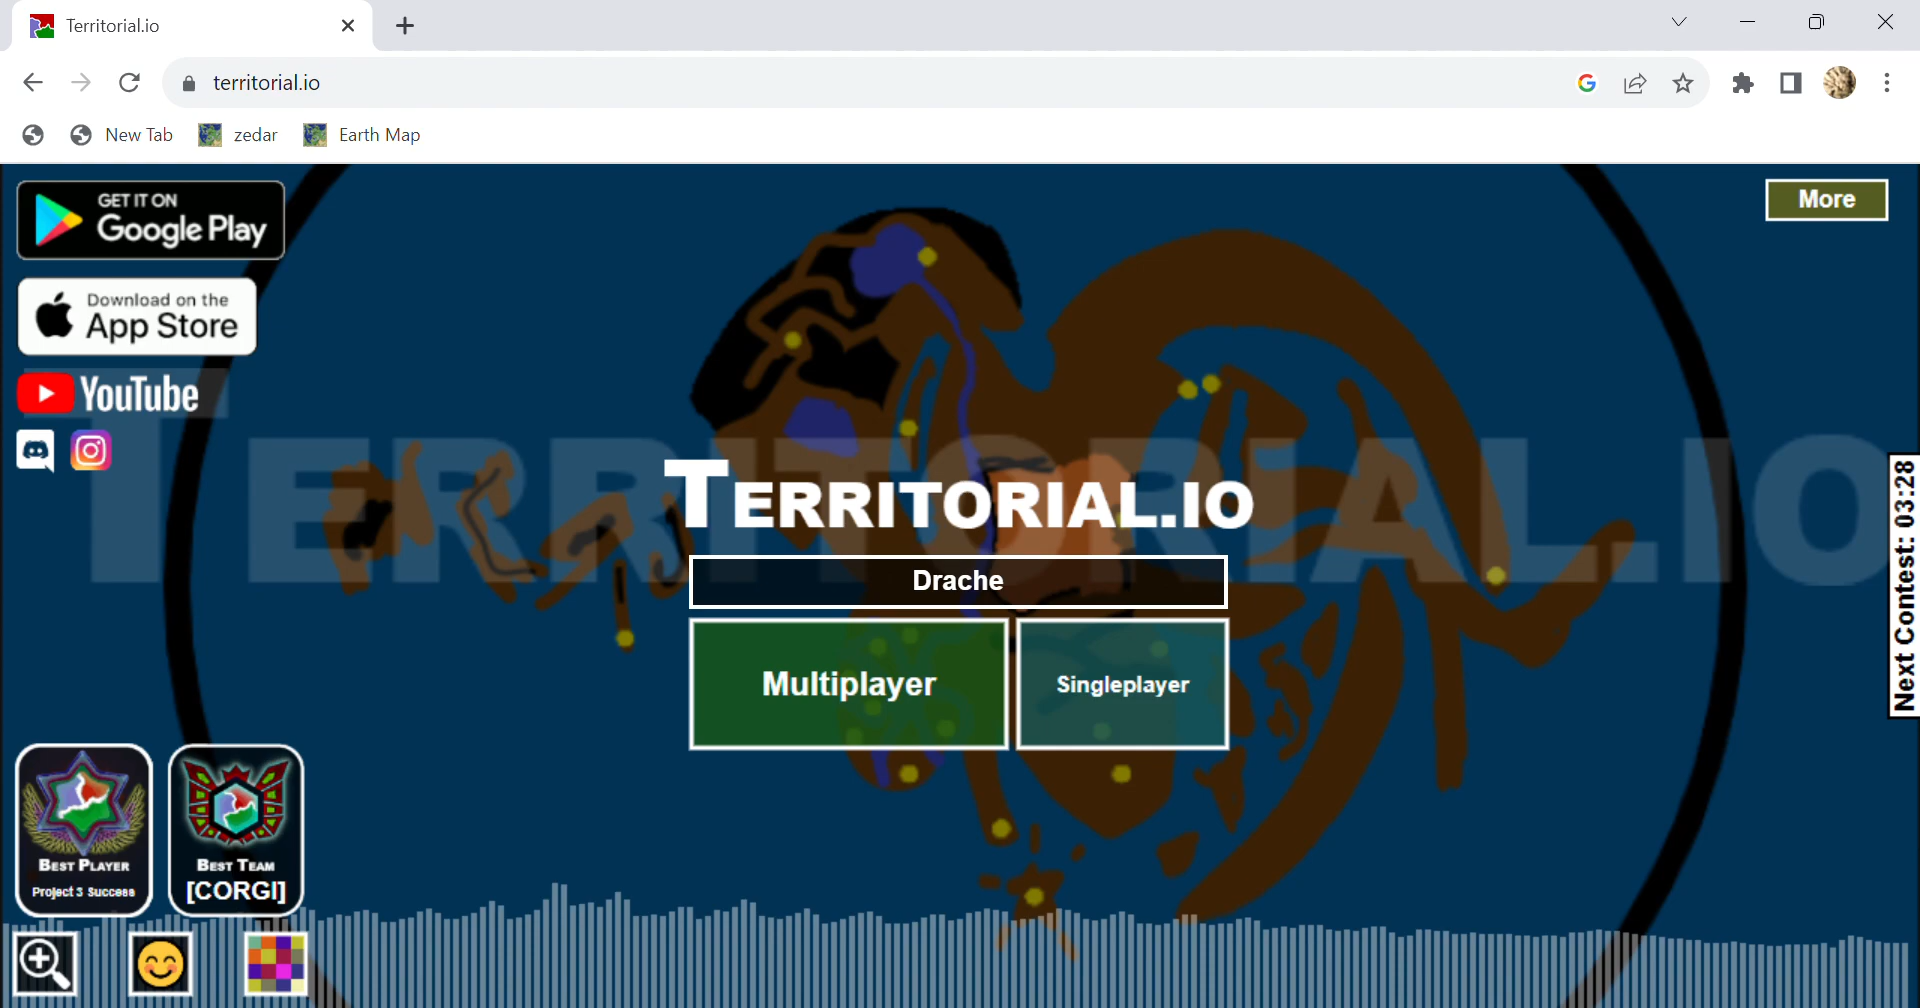 Territorial.io
territorial.io
New Tab
zedar
Earth Map
GET IT ON
Google Play
More
Download on the
App Store
YouTube
TERRITORIAL.IO
TERRITORIAL.IO
Drache
Multiplayer
Singleplayer
Next Contest: 03:28
BEST PLAYER
Project 3 Success
BEST TEAM
[CORGI]